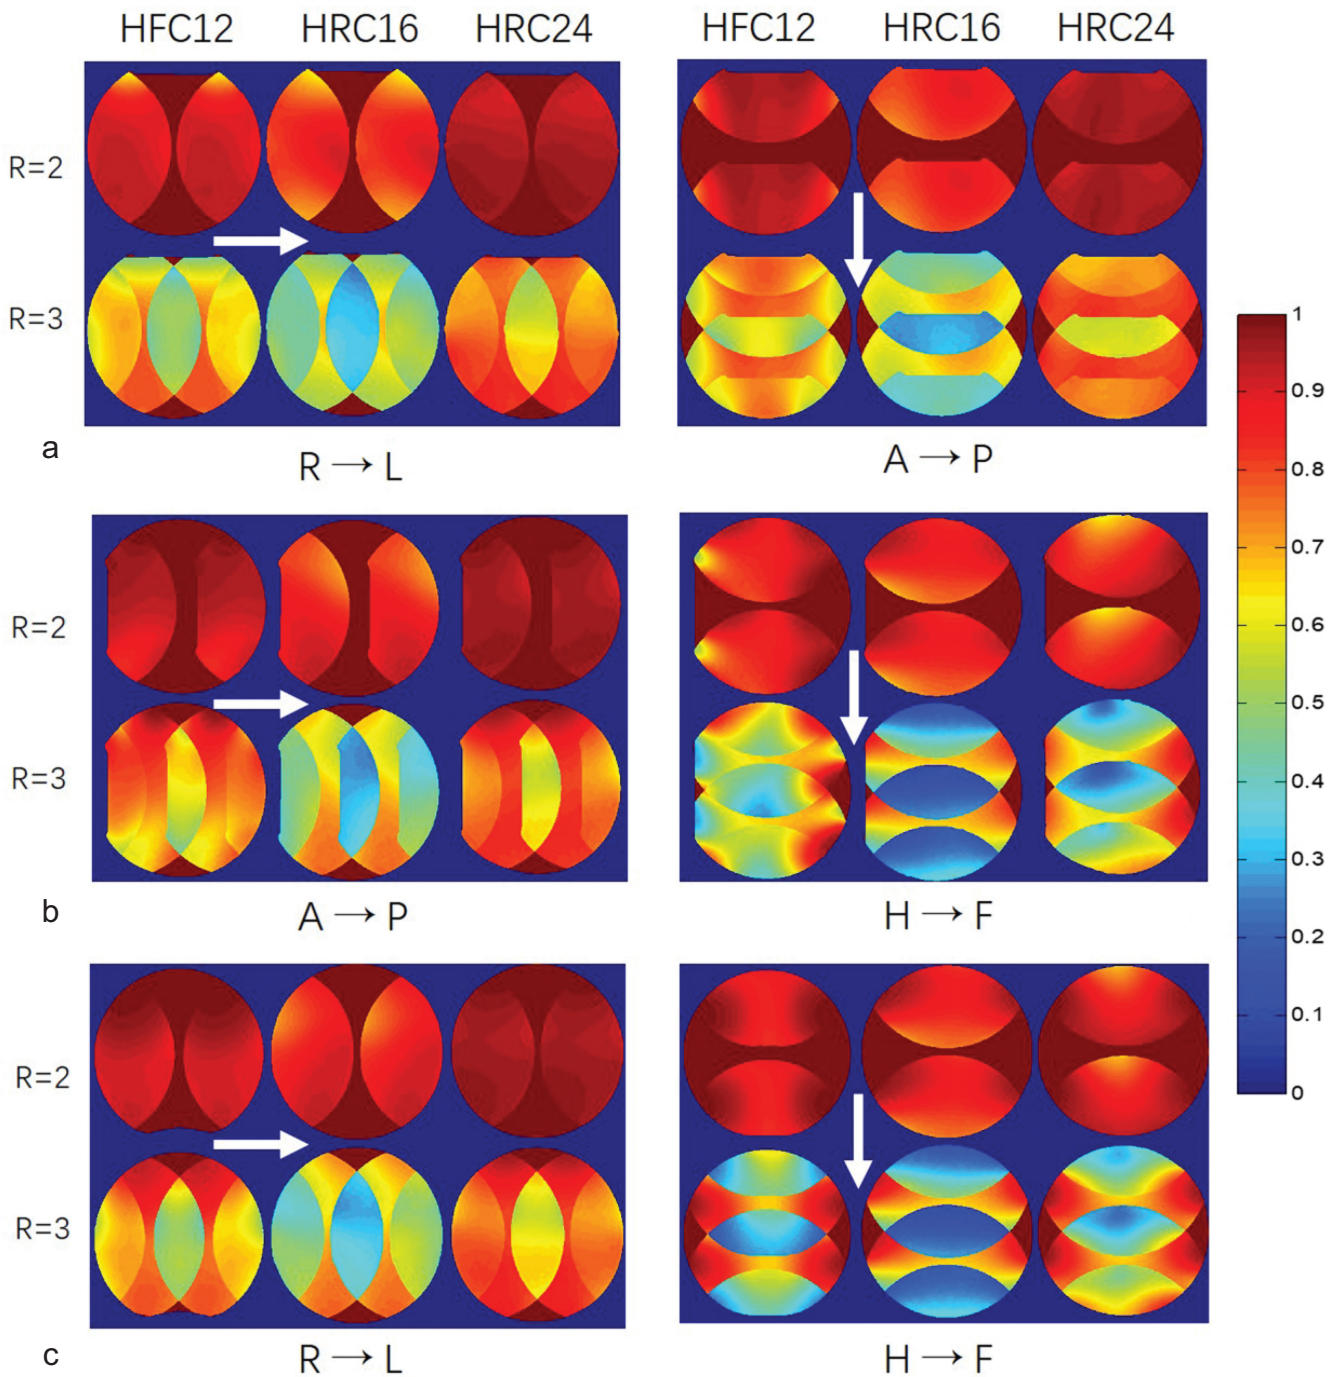 HFC12 HRC16 HRC24 HFC12 HRC16 HRC24
R=2
R=3
a
R → L A → P
R=2
R=3
b
A → P H → F
R=2
R=3
c
R → L H → F
1
0.9
0.8
0.7
0.6
0.5
0.4
0.3
0.2
0.1
0